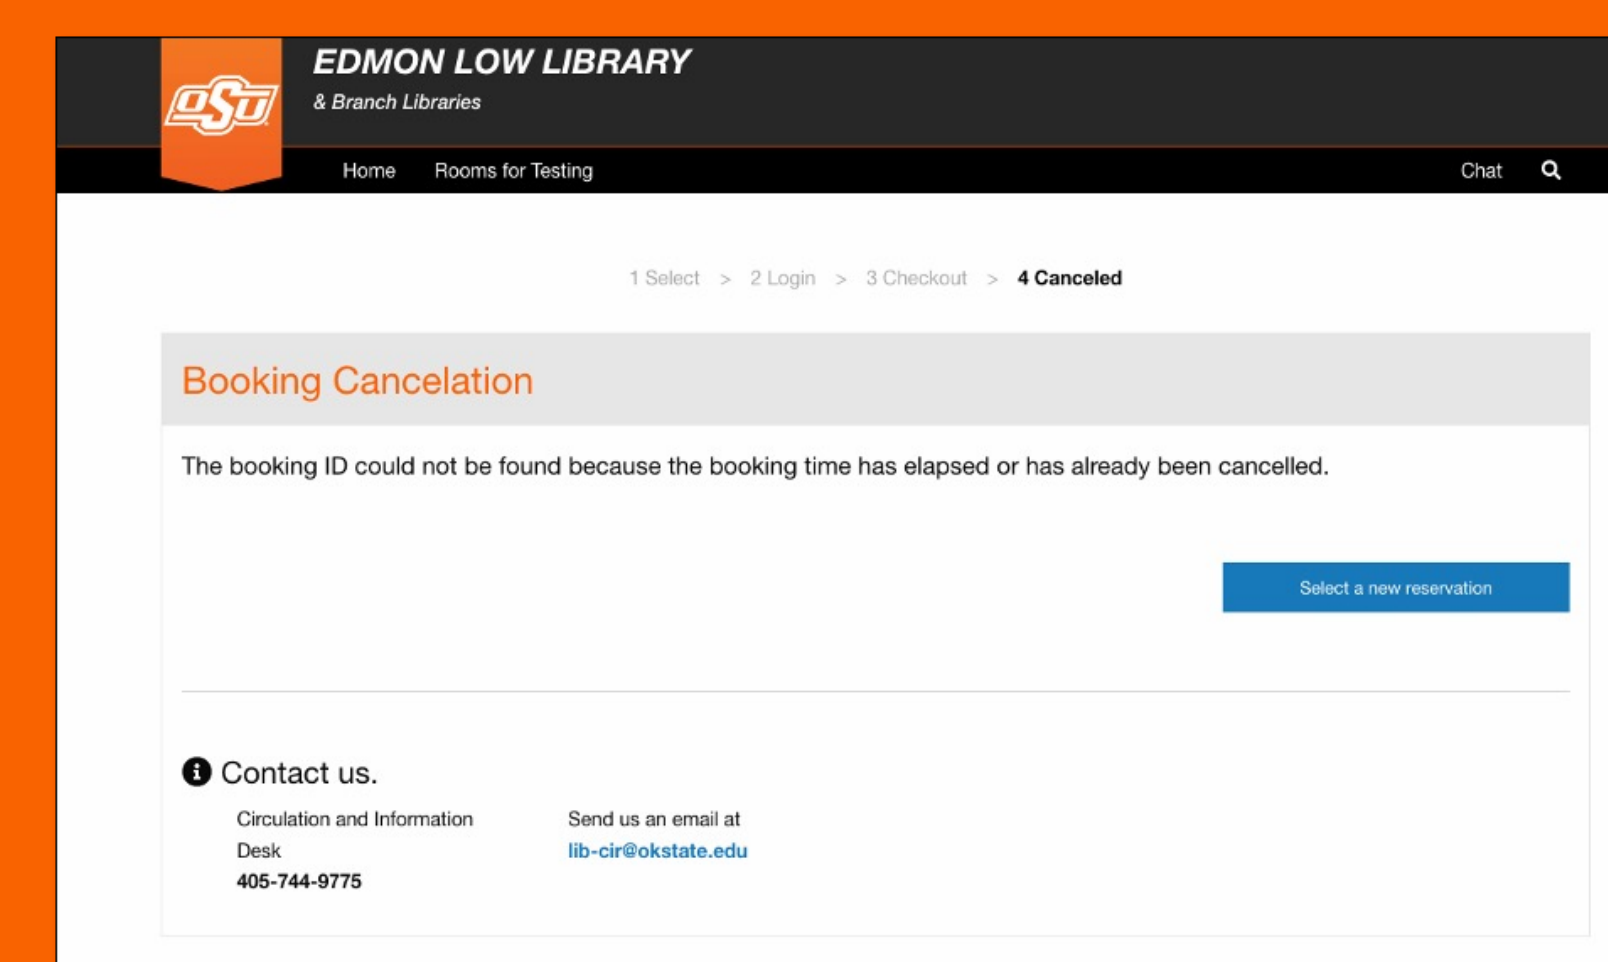 EDMON LOW LIBRARY
& Branch Libraries
OSU
Home Rooms for Testing Chat
1 Select > 2 Login > 3 Checkout > 4 Canceled
Booking Cancelation
The booking ID could not be found because the booking time has elapsed or has already been cancelled.
Select a new reservation
Contact us.
Circulation and Information
Desk
405-744-9775
Send us an email at
lib-cir@okstate.edu